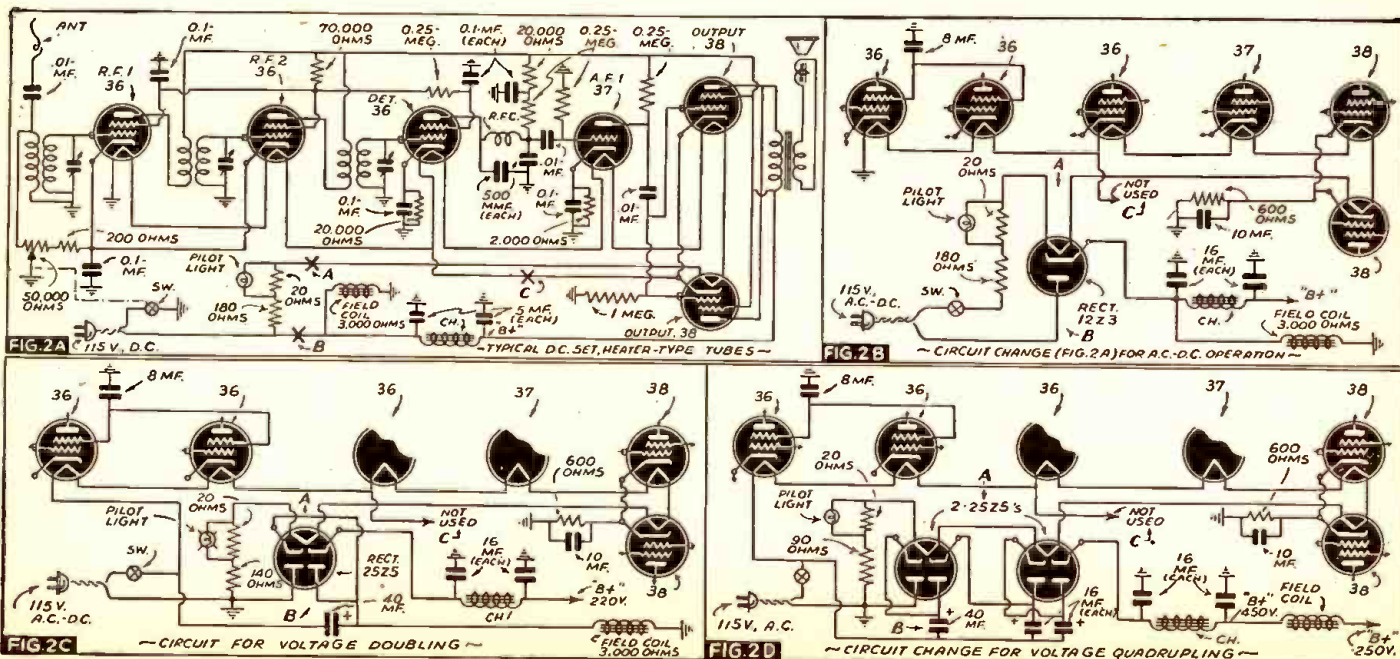 ANT
.01-
MF.
0.1-
MF.
R.F.1
36
R.F.2
36
70,000
OHMS
0.25-
MEG.
DET.
36
0.1-MF.
(EACH)
20,000
OHMS
0.25-
MEG.
R.F.C.
A.F.1
37
0.25-
MEG.
OUTPUT
38
200 OHMS
50,000
OHMS
0.1-
MF.
SW.
115 V., D.C.
PILOT
LIGHT
180
OHMS
20
OHMS
A
B
0.1-
MF.
20,000
OHMS
FIELD
COIL
3,000 OHMS
500
MMF.
(EACH)
.01-
MF.
0.1-
MF.
2,000 OHMS
.01-
MF.
C
CH.
5 MF.
(EACH)
"B+"
1 MEG.
OUTPUT, 38
FIG.2A
~TYPICAL D.C. SET, HEATER-TYPE TUBES~
8 MF.
36
36
36
37
38
20
OHMS
PILOT
LIGHT
180
OHMS
SW.
115 V.,
A.C.-D.C.
A
B
RECT.
12Z3
NOT
USED
C
600
OHMS
10 MF.
16
MF.
(EACH)
CH.
"B+"
FIELD COIL
3,000 OHMS
38
FIG.2B
~CIRCUIT CHANGE (FIG.2A) FOR A.C.-D.C. OPERATION~
8 MF.
36
36
36
37
38
PILOT
LIGHT
20
OHMS
SW.
140
OHMS
115 V.
A.C.-D.C.
A
B
RECT.
25Z5
40
MF.
NOT
USED
C
16
MF.
(EACH)
CH.
600
OHMS
10
MF.
"B+"
220V.
38
FIELD COIL
3,000 OHMS
FIG.2C
~CIRCUIT FOR VOLTAGE DOUBLING~
8 MF.
36
36
36
37
38
20
OHMS
PILOT
LIGHT
90
OHMS
115 V., A.C.
A
2-25Z5's
B
40
MF.
16
MF.
(EACH)
NOT
USED
C
16
MF.
(EACH)
600
OHMS
10
MF.
38
CH.
"B+"
450V.
FIELD
COIL
"B+"
250V.
FIG.2D
~CIRCUIT CHANGE FOR VOLTAGE QUADRUPLING~